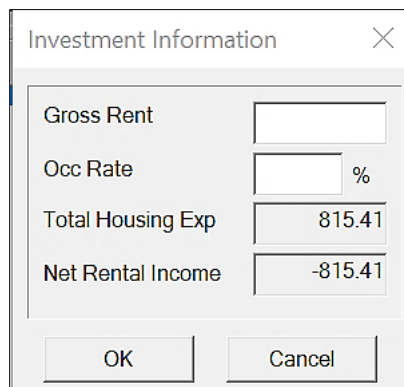 Investment Information
Gross Rent
Occ Rate %
Total Housing Exp 815.41
Net Rental Income -815.41
OK Cancel